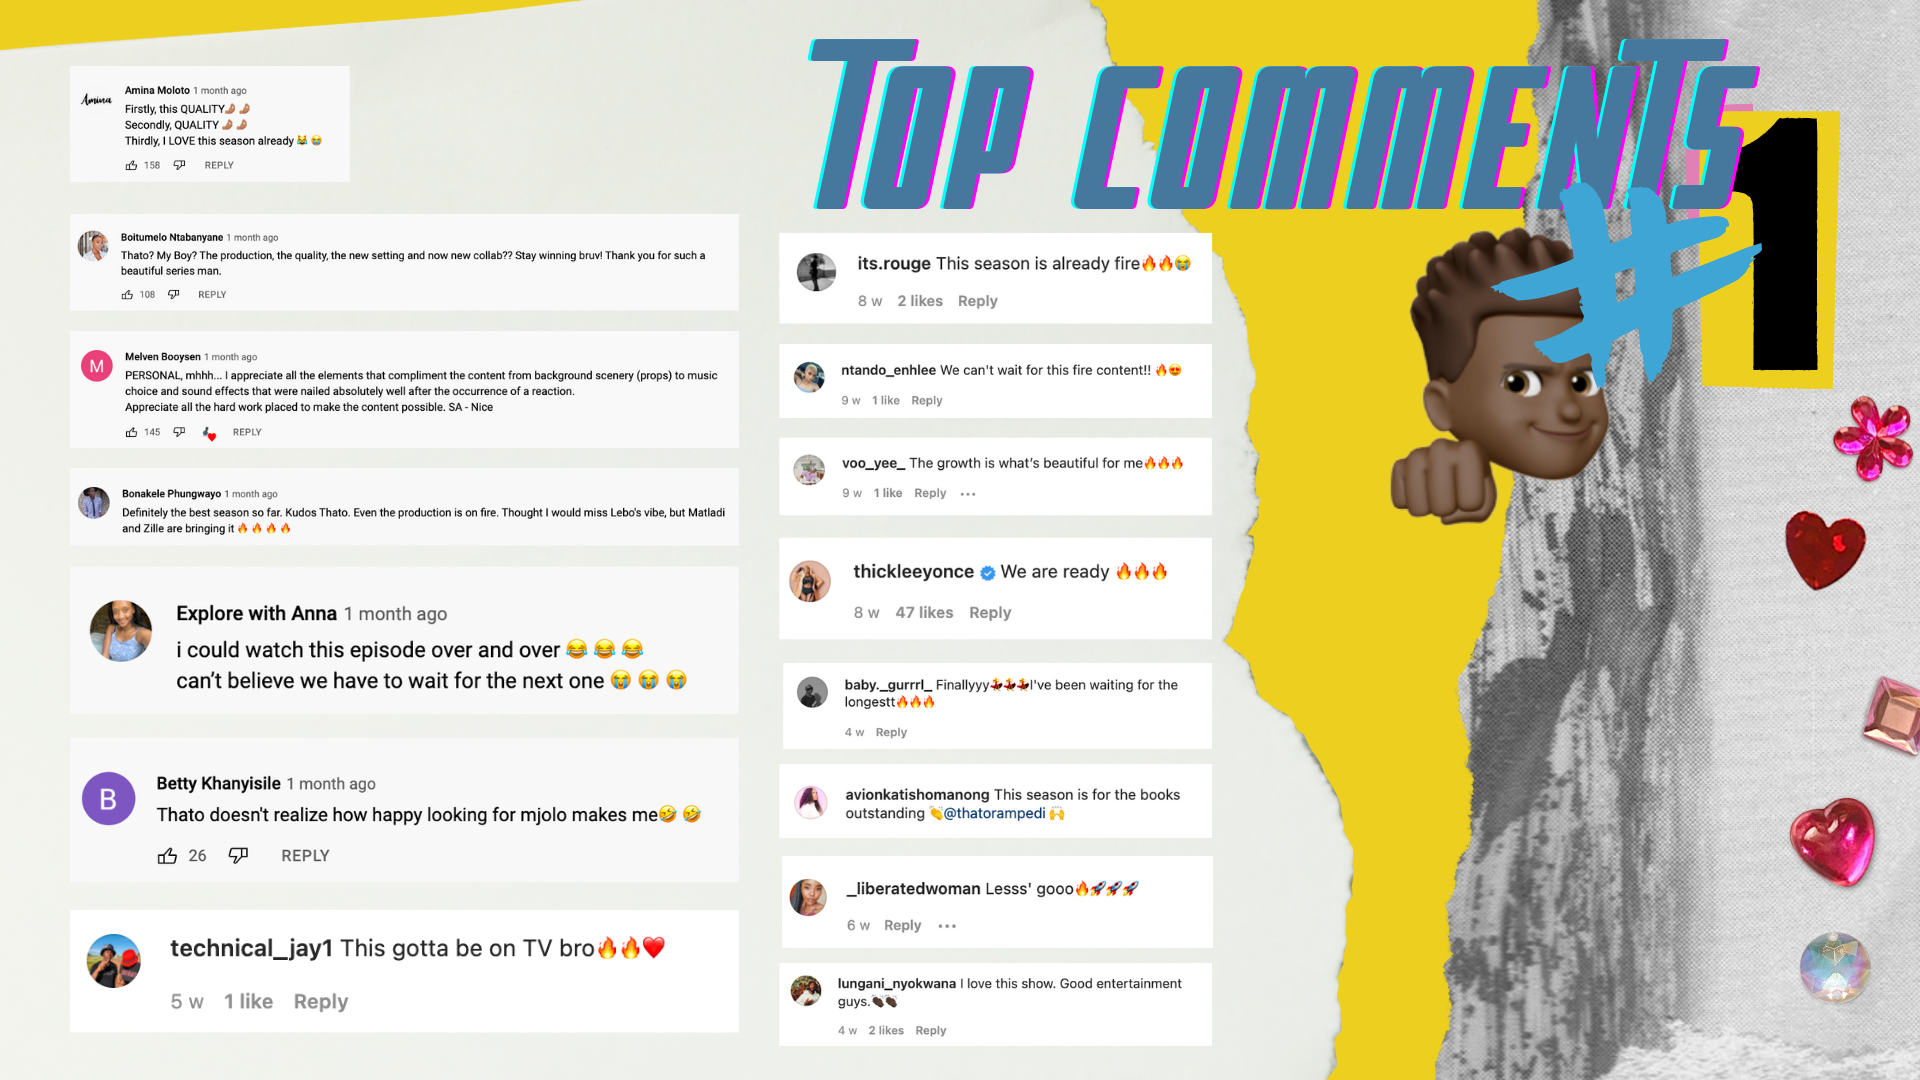 TOP COMMENTS
#1
Amina
Amina Moloto 1 month ago
Firstly, this QUALITY🤌🏼 🤌🏼
Secondly, QUALITY 🤌🏼 🤌🏼
Thirdly, I LOVE this season already 😹 😭
158 REPLY
Boitumelo Ntabanyane 1 month ago
Thato? My Boy? The production, the quality, the new setting and now new collab?? Stay winning bruv! Thank you for such a
beautiful series man.
108 REPLY
M
Melven Booysen 1 month ago
PERSONAL, mhhh... I appreciate all the elements that compliment the content from background scenery (props) to music
choice and sound effects that were nailed absolutely well after the occurrence of a reaction.
Appreciate all the hard work placed to make the content possible. SA - Nice
145 REPLY
Bonakele Phungwayo 1 month ago
Definitely the best season so far. Kudos Thato. Even the production is on fire. Thought I would miss Lebo's vibe, but Matladi
and Zille are bringing it 🔥 🔥 🔥 🔥
Explore with Anna 1 month ago
i could watch this episode over and over 😂 😂 😂
can't believe we have to wait for the next one 😭 😭 😭
B
Betty Khanyisile 1 month ago
Thato doesn't realize how happy looking for mjolo makes me🤣 🤣
26 REPLY
technical_jay1 This gotta be on TV bro🔥🔥❤️
5 w 1 like Reply
its.rouge This season is already fire🔥🔥😭
8 w 2 likes Reply
ntando_enhlee We can't wait for this fire content!! 🔥😍
9 w 1 like Reply
voo_yee_ The growth is what's beautiful for me🔥🔥🔥
9 w 1 like Reply ...
thickleeyonce We are ready 🔥🔥🔥
8 w 47 likes Reply
baby._gurrrl_ Finallyyy💃💃💃I've been waiting for the
longestt🔥🔥🔥
4 w Reply
avionkatishomanong This season is for the books
outstanding 👏@thatorampedi 🙌
_liberatedwoman Lesss' gooo🔥🚀🚀🚀
6 w Reply ...
lungani_nyokwana I love this show. Good entertainment
guys.👏🏿👏🏿
4 w 2 likes Reply